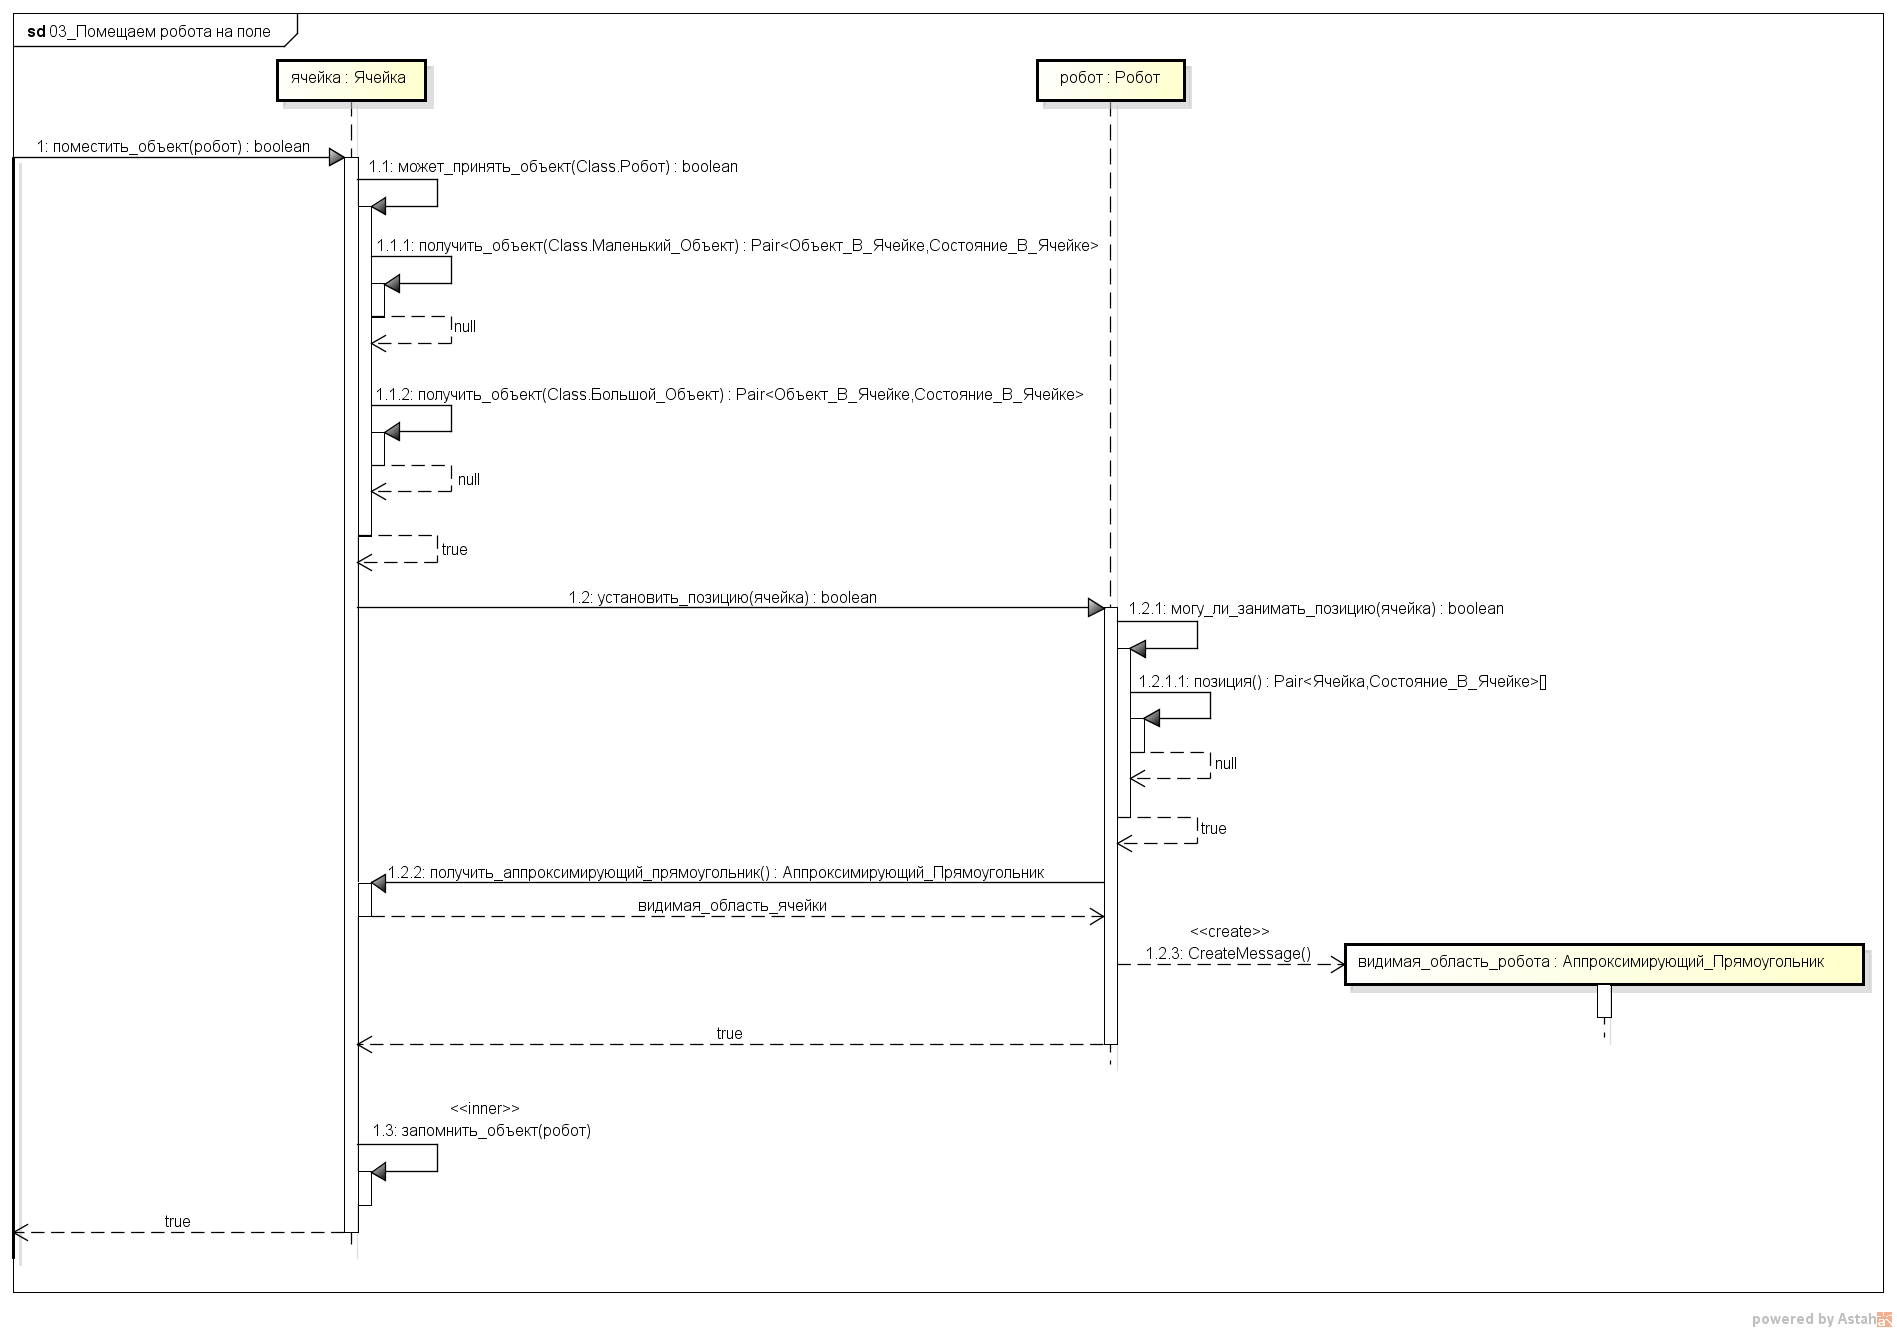 sd 03_Помещаем робота на поле
ячейка : Ячейка
робот : Робот
1: поместить_объект(робот) : boolean
1.1: может_принять_объект(Class.Робот) : boolean
1.1.1: получить_объект(Class.Маленький_Объект) : Pair<Объект_В_Ячейке,Состояние_В_Ячейке>
null
1.1.2: получить_объект(Class.Большой_Объект) : Pair<Объект_В_Ячейке,Состояние_В_Ячейке>
null
true
1.2: установить_позицию(ячейка) : boolean
1.2.1: могу_ли_занимать_позицию(ячейка) : boolean
1.2.1.1: позиция() : Pair<Ячейка,Состояние_В_Ячейке>[]
null
true
1.2.2: получить_аппроксимирующий_прямоугольник() : Аппроксимирующий_Прямоугольник
видимая_область_ячейки
<<create>>
1.2.3: CreateMessage()
видимая_область_робота : Аппроксимирующий_Прямоугольник
true
<<inner>>
1.3: запомнить_объект(робот)
true
powered by Astah